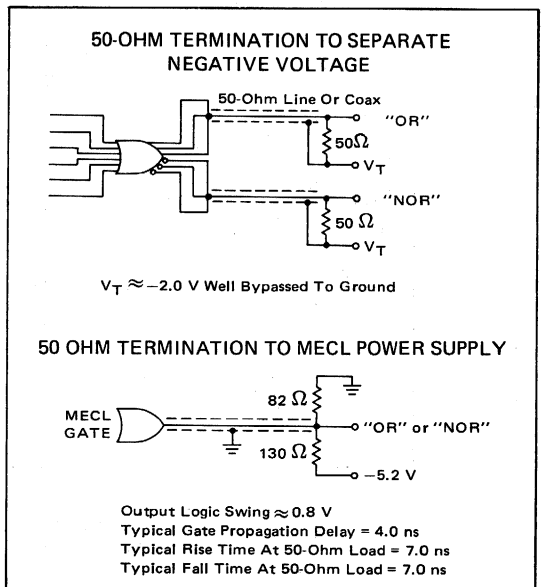 50-OHM TERMINATION TO SEPARATE
NEGATIVE VOLTAGE
50-Ohm Line Or Coax
"OR"
50Ω
VT
"NOR"
50 Ω
VT
VT ≈ −2.0 V Well Bypassed To Ground
50 OHM TERMINATION TO MECL POWER SUPPLY
82 Ω
MECL
GATE
"OR" or "NOR"
130 Ω
−5.2 V
Output Logic Swing ≈ 0.8 V
Typical Gate Propagation Delay = 4.0 ns
Typical Rise Time At 50-Ohm Load = 7.0 ns
Typical Fall Time At 50-Ohm Load = 7.0 ns